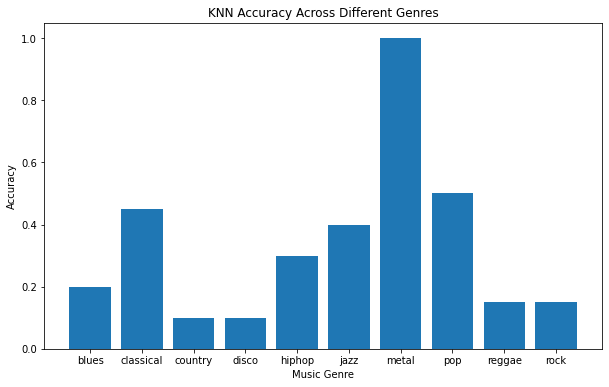 KNN Accuracy Across Different Genres
1.0
0.8
0.6
0.4
0.2
0.0
Accuracy
blues classical country disco hiphop jazz metal pop reggae rock
Music Genre